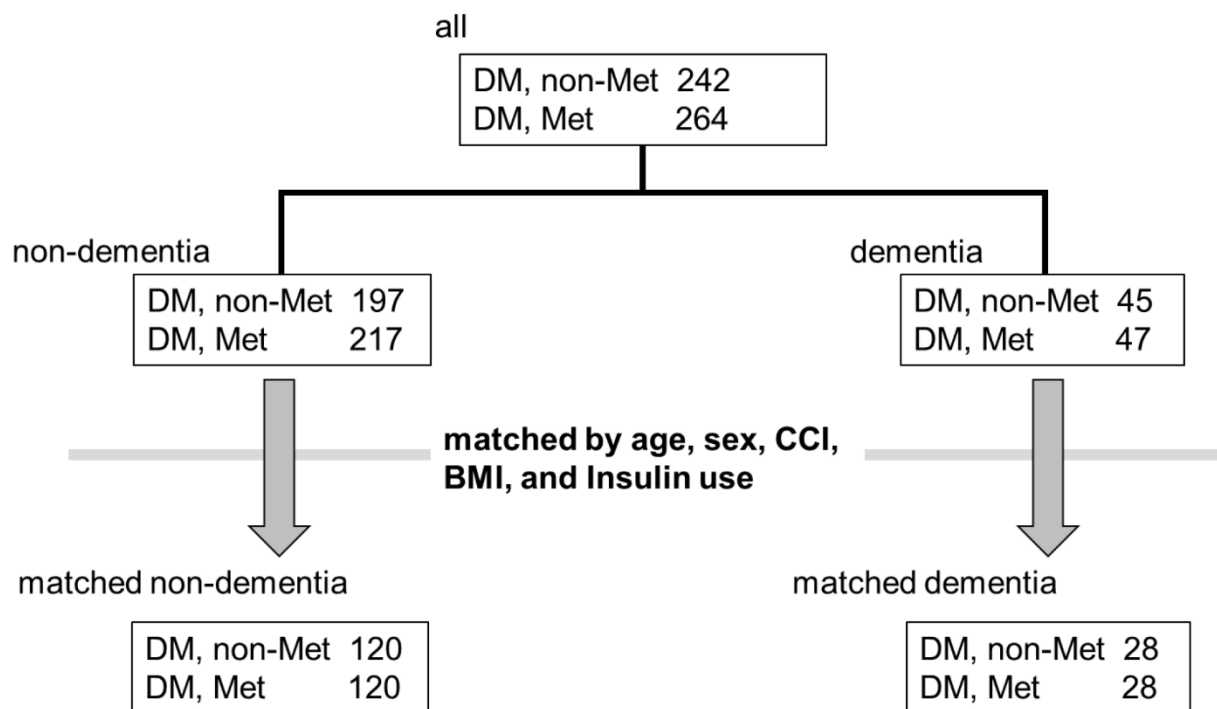 all
DM, non-Met 242
DM, Met 264
non-dementia
DM, non-Met 197
DM, Met 217
dementia
DM, non-Met 45
DM, Met 47
matched by age, sex, CCI,
BMI, and Insulin use
matched non-dementia
DM, non-Met 120
DM, Met 120
matched dementia
DM, non-Met 28
DM, Met 28